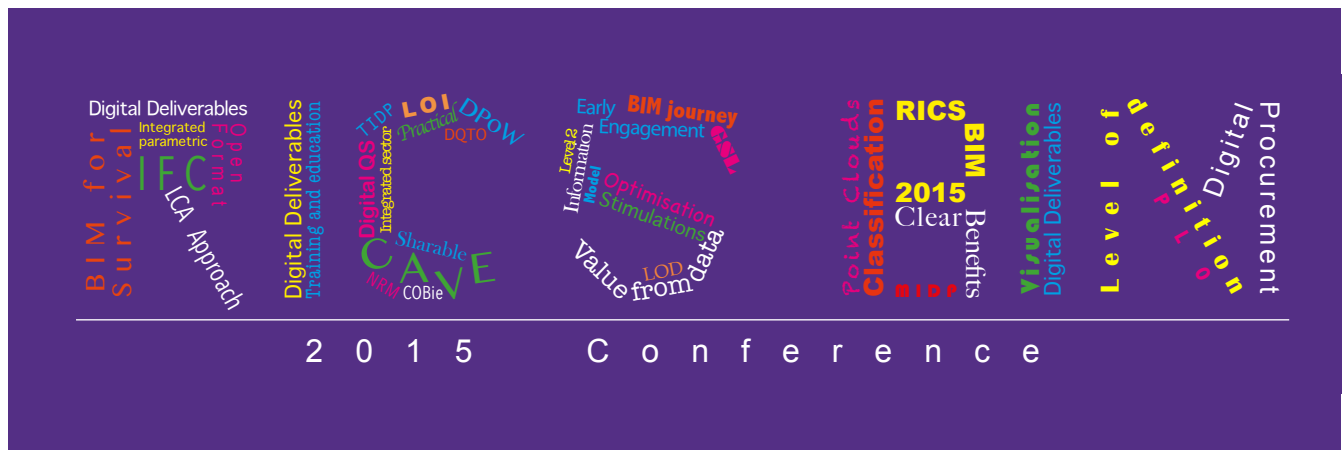 Digital Deliverables
BIM for
Survival
Integrated
parametric
IFC
Open
Format
LCA Approach
Digital Deliverables
Training and education
TIDP
LOI
Practical
DPoW
DQTO
Digital QS
Integrated sector
CAVE
Sharable
NRM
COBie
Early
Engagement
BIM journey
GSL
Level2
Information
Model
Optimisation
Stimulations
Value from data
LOD
Point Clouds
Classification
RICS
BIM
2015
Clear
Benefits
MIDP
Visualisation
Digital Deliverables
Level of
definition
PLQ
Digital
Procurement
2015 Conference